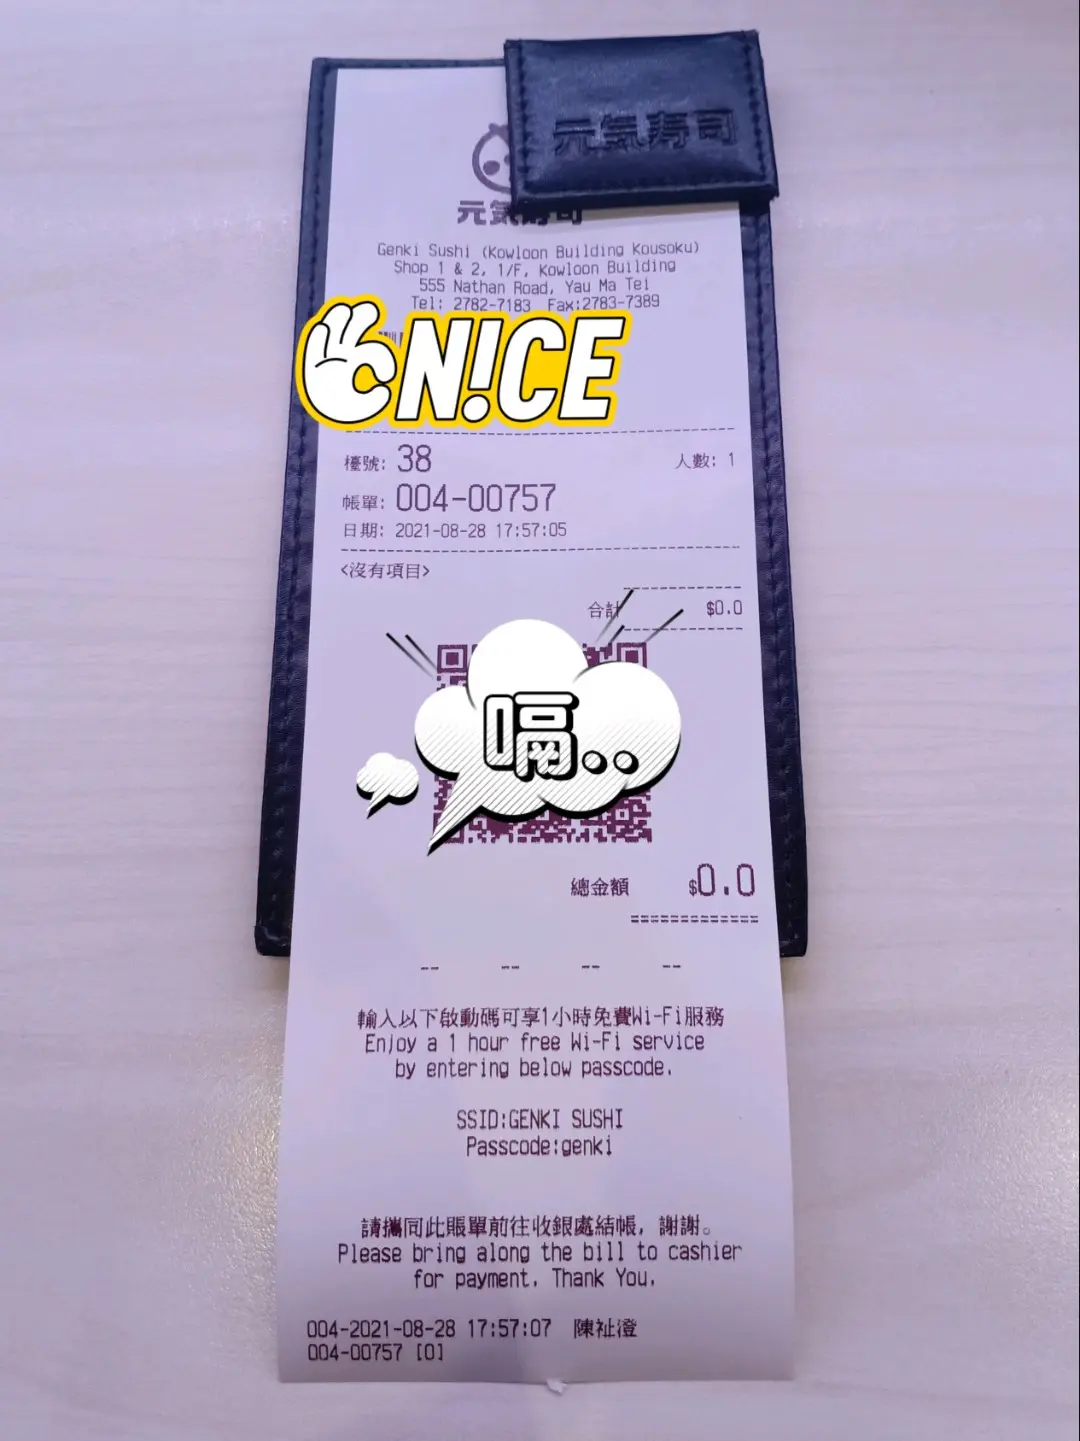 元気寿司
元気寿司
Genki Sushi (Kowloon Building Kousoku)
Shop 1 & 2, 1/F, Kowloon Building
555 Nathan Road, Yau Ma Tei
Tel: 2782-7183 Fax:2783-7389
N!CE
檯號: 38 人數: 1
帳單: 004-00757
日期: 2021-08-28 17:57:05
<沒有項目>
合計 $0.0
嗝..
總金額 $0.0
============
-- -- -- --
輸入以下啟動碼可享1小時免費Wi-Fi服務
Enjoy a 1 hour free Wi-Fi service
by entering below passcode.
SSID:GENKI SUSHI
Passcode:genki
請攜同此賬單前往收銀處結帳, 謝謝。
Please bring along the bill to cashier
for payment. Thank You.
004-2021-08-28 17:57:07 陳祉澄
004-00757 [0]